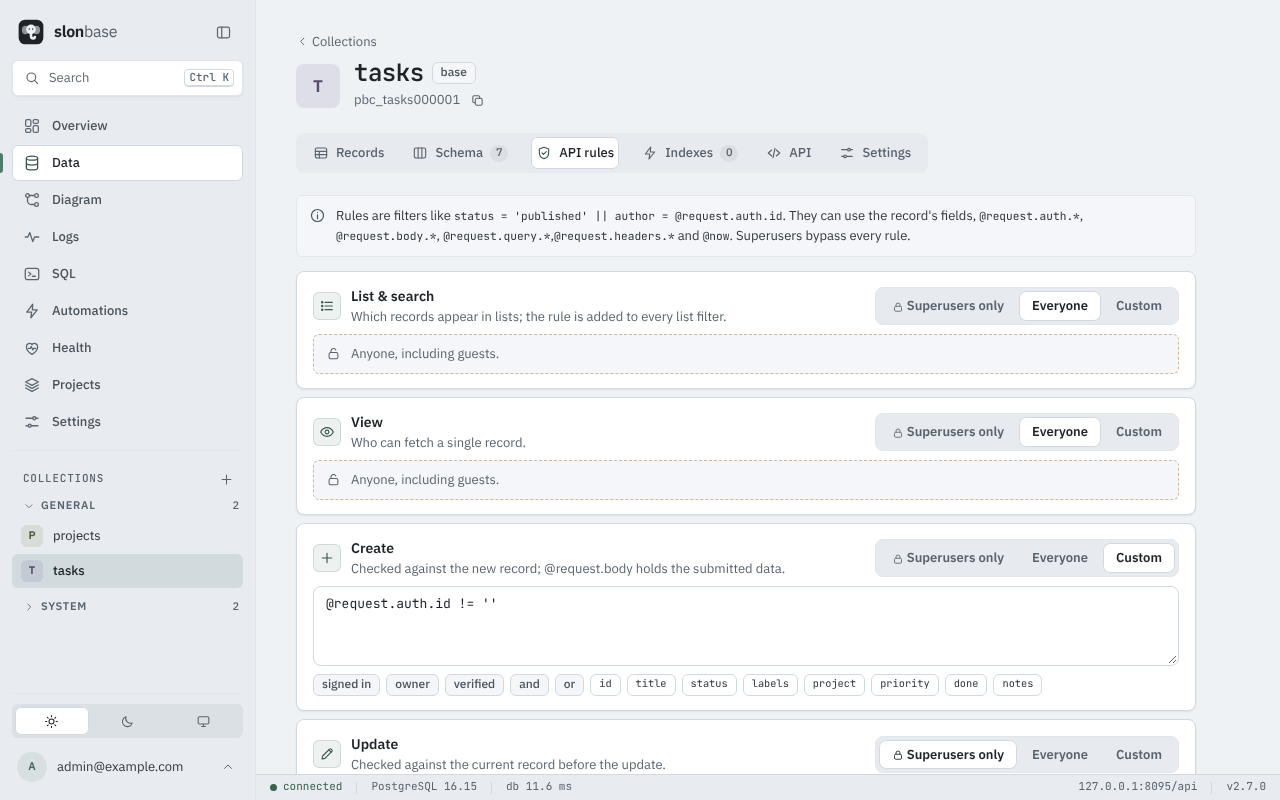 slonbase
Search
Ctrl K
Overview
Data
Diagram
Logs
SQL
Automations
Health
Projects
Settings
COLLECTIONS
GENERAL 2
P projects
T tasks
SYSTEM 2
A admin@example.com
Collections
T
tasks base
pbc_tasks000001
Records
Schema 7
API rules
Indexes 0
API
Settings
Rules are filters like status = 'published' || author = @request.auth.id. They can use the record's fields, @request.auth.*,
@request.body.*, @request.query.*,@request.headers.* and @now. Superusers bypass every rule.
List & search
Which records appear in lists; the rule is added to every list filter.
Superusers only Everyone Custom
Anyone, including guests.
View
Who can fetch a single record.
Superusers only Everyone Custom
Anyone, including guests.
Create
Checked against the new record; @request.body holds the submitted data.
Superusers only Everyone Custom
@request.auth.id != ''
signed in owner verified and or id title status labels project priority done notes
Update
Checked against the current record before the update.
Superusers only Everyone Custom
connected PostgreSQL 16.15 db 11.6 ms 127.0.0.1:8095/api v2.7.0